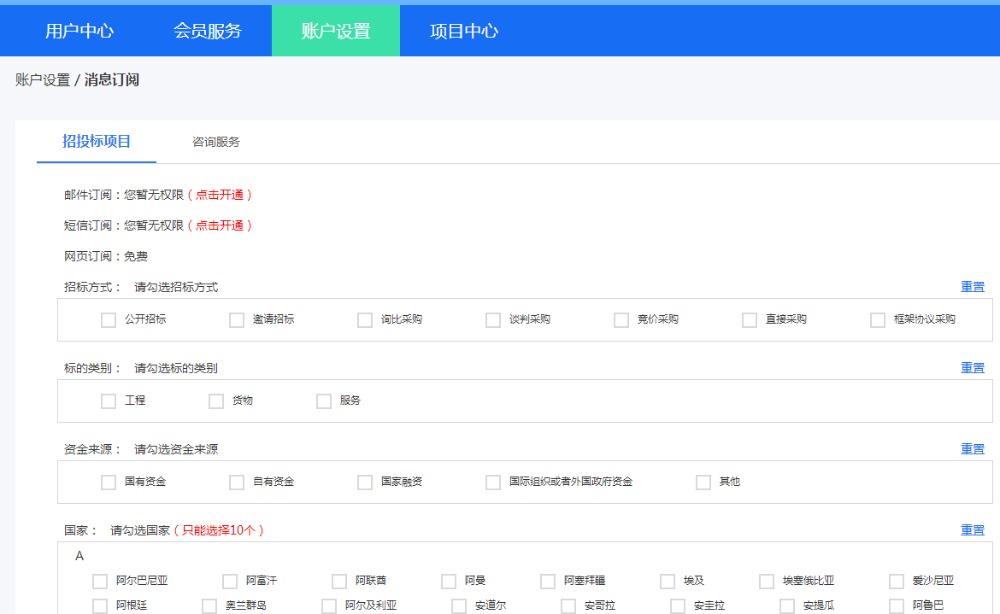 用户中心 会员服务 账户设置 项目中心
账户设置 / 消息订阅
招投标项目 咨询服务
邮件订阅：您暂无权限（点击开通）
短信订阅：您暂无权限（点击开通）
网页订阅：免费
招标方式： 请勾选招标方式 重置
公开招标 邀请招标 询比采购 谈判采购 竞价采购 直接采购 框架协议采购
标的类别： 请勾选标的类别 重置
工程 货物 服务
资金来源： 请勾选资金来源 重置
国有资金 自有资金 国家融资 国际组织或者外国政府资金 其他
国家： 请勾选国家（只能选择10个） 重置
A
阿尔巴尼亚 阿富汗 阿联酋 阿曼 阿塞拜疆 埃及 埃塞俄比亚 爱沙尼亚
阿根廷 奥兰群岛 阿尔及利亚 安道尔 安哥拉 安圭拉 安提瓜 阿鲁巴